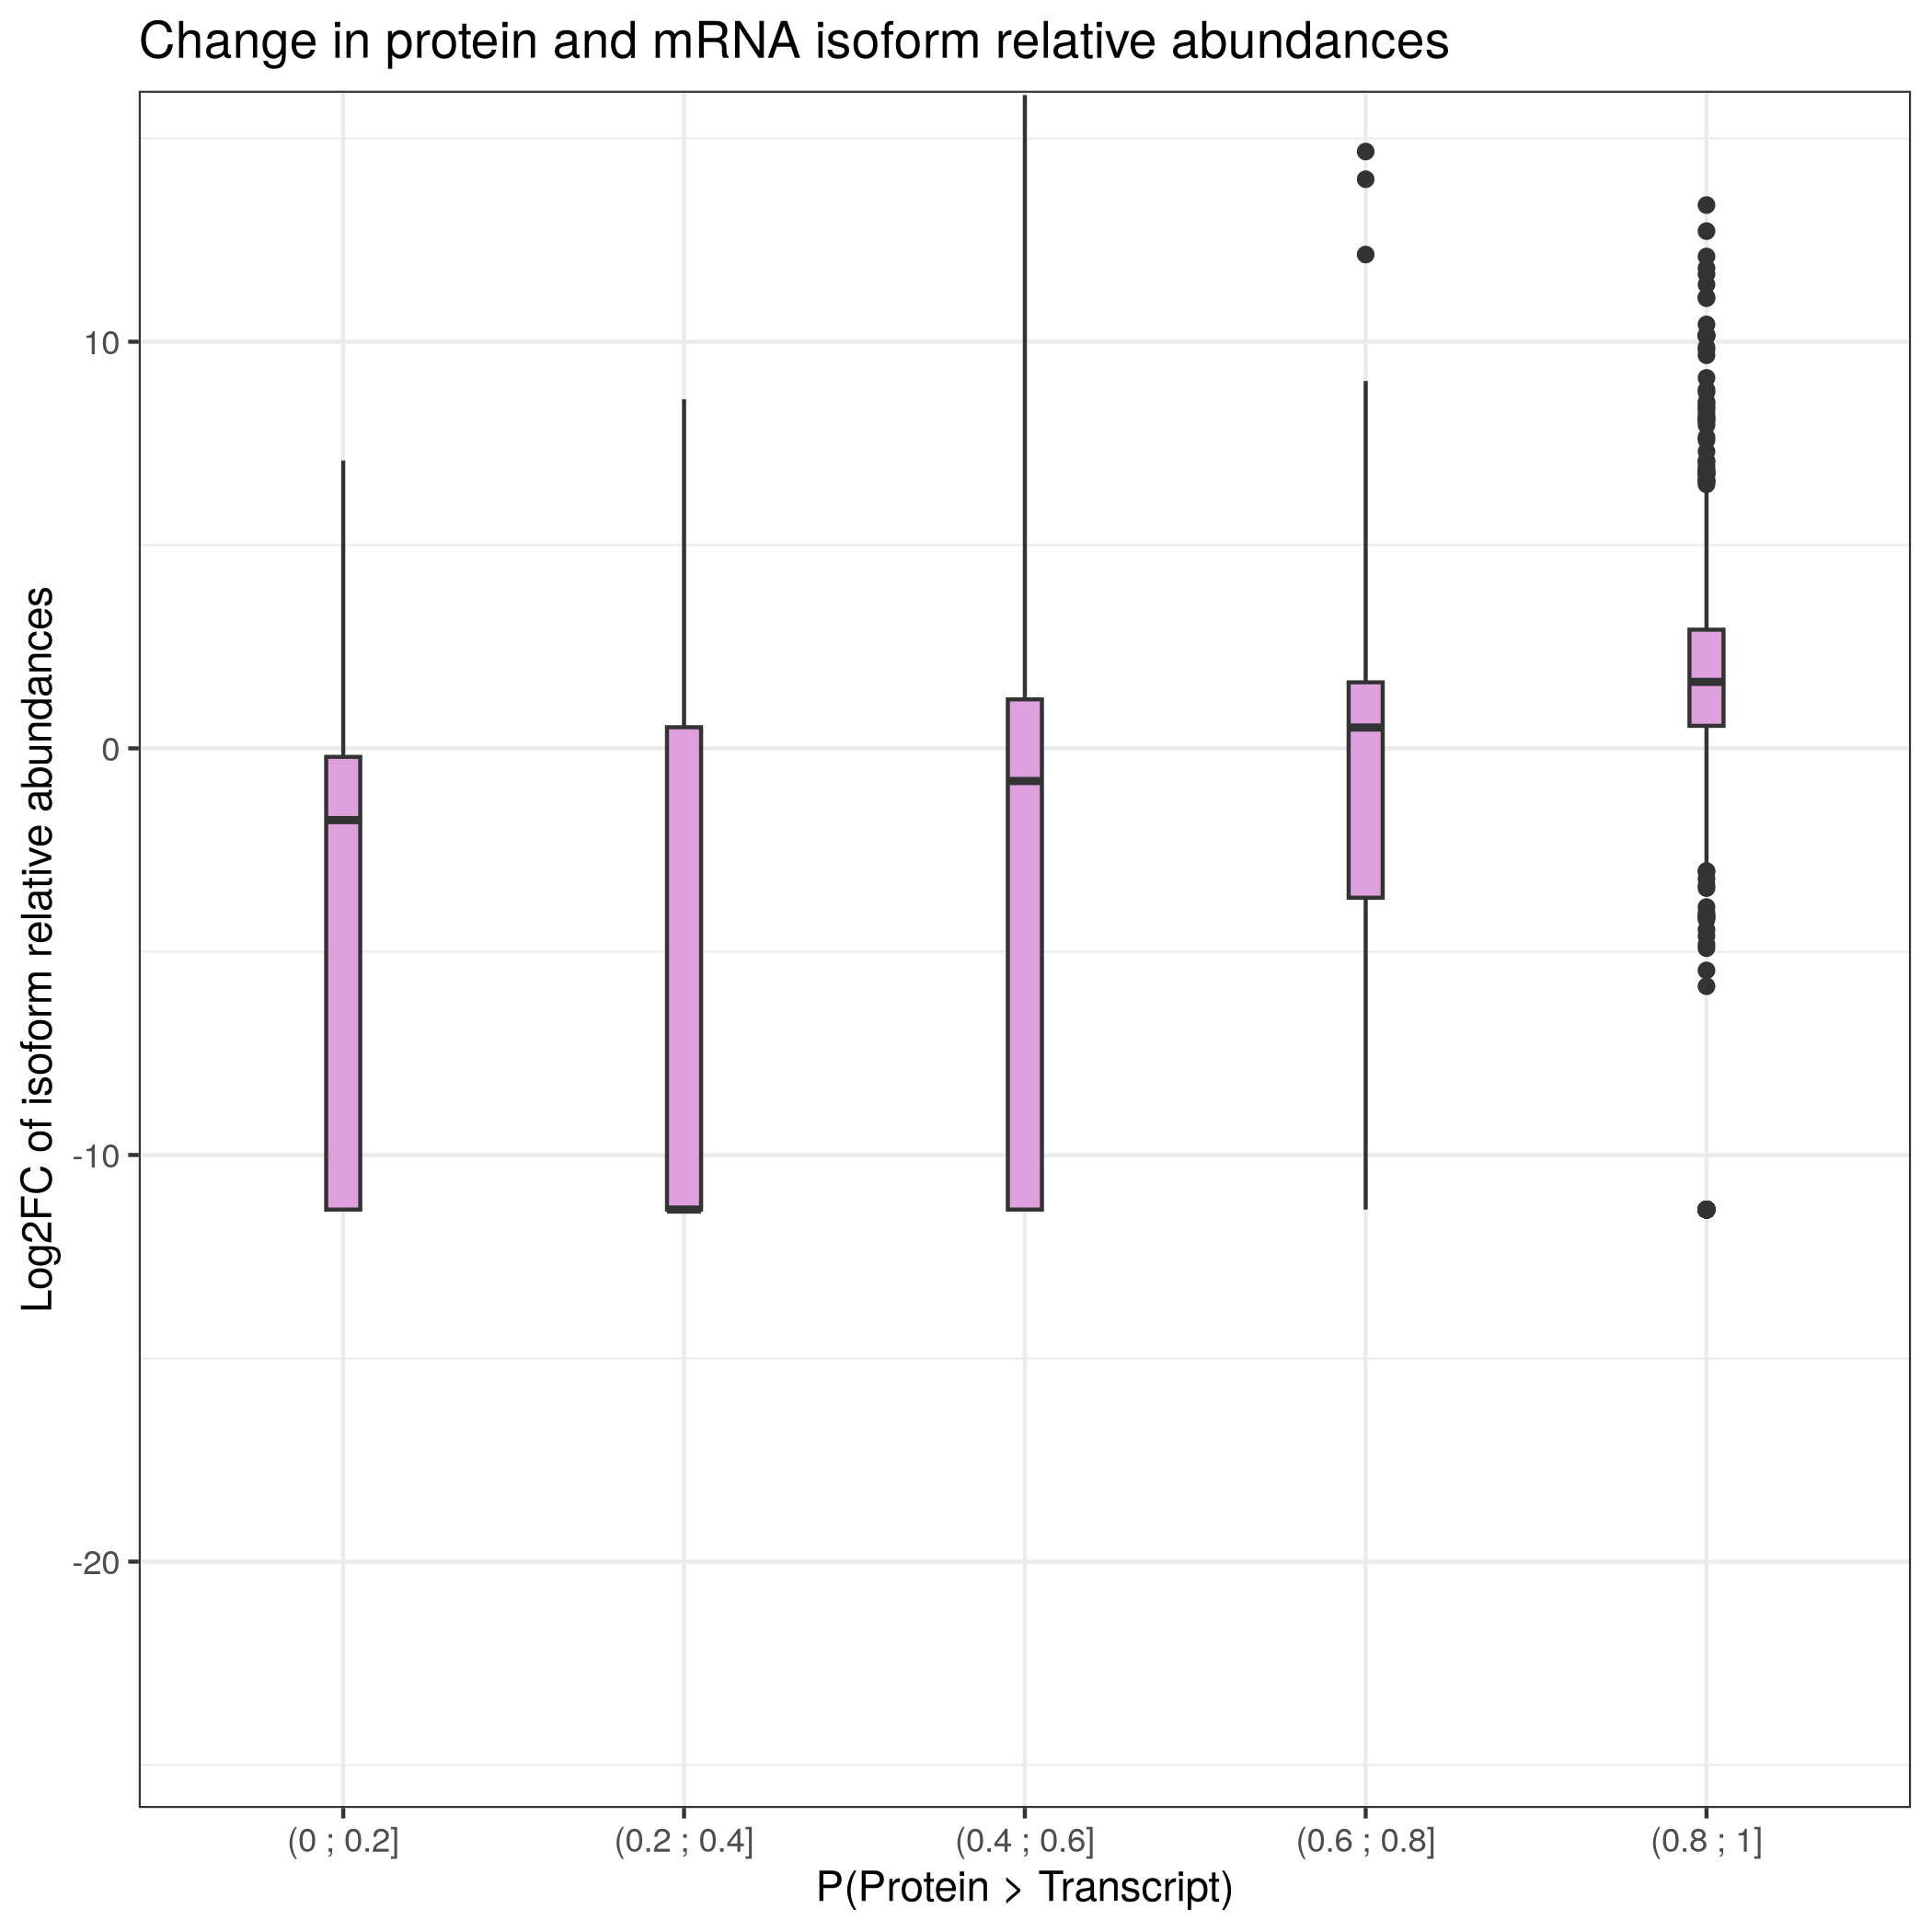 Change in protein and mRNA isoform relative abundances
Log2FC of isoform relative abundances
10
0
-10
-20
(0 ; 0.2]
(0.2 ; 0.4]
(0.4 ; 0.6]
(0.6 ; 0.8]
(0.8 ; 1]
P(Protein > Transcript)